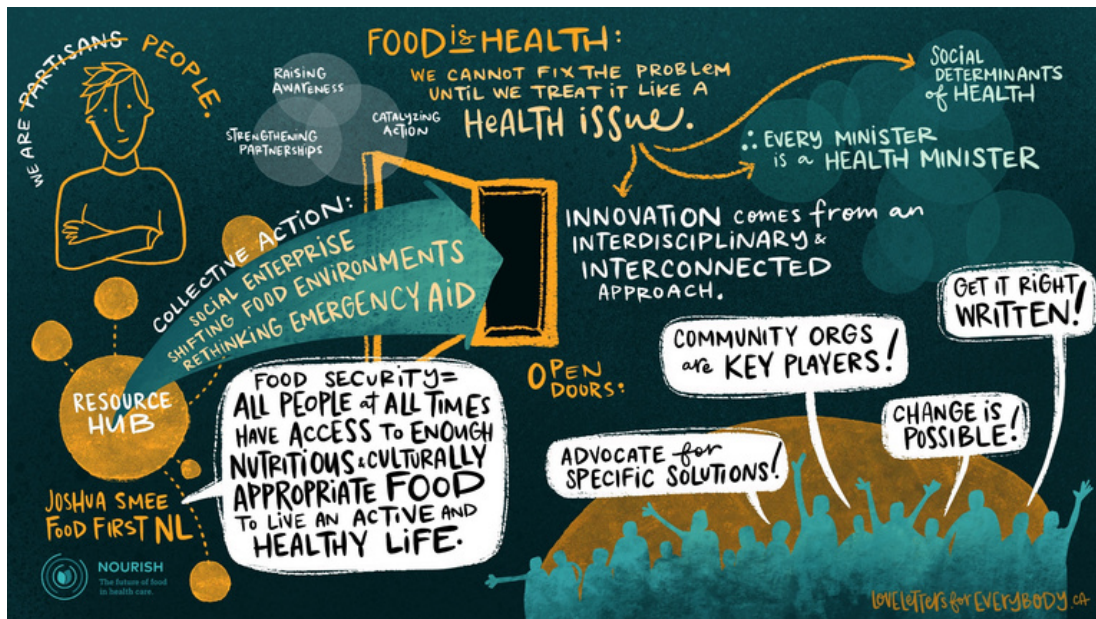 WE ARE PARTISANS PEOPLE.
FOOD is HEALTH:
WE CANNOT FIX THE PROBLEM
UNTIL WE TREAT IT LIKE A
HEALTH ISSUE.
RAISING
AWARENESS
CATALYZING
ACTION
STRENGTHENING
PARTNERSHIPS
SOCIAL
DETERMINANTS
of HEALTH
∴ EVERY MINISTER
is a HEALTH MINISTER
INNOVATION comes from an
INTERDISCIPLINARY &
INTERCONNECTED
APPROACH.
COLLECTIVE ACTION:
SOCIAL ENTERPRISE
SHIFTING FOOD ENVIRONMENTS
RETHINKING EMERGENCY AID
RESOURCE
HUB
JOSHUA SMEE
FOOD FIRST NL
FOOD SECURITY=
ALL PEOPLE at ALL TIMES
HAVE ACCESS TO ENOUGH
NUTRITIOUS & CULTURALLY
APPROPRIATE FOOD
TO LIVE AN ACTIVE AND
HEALTHY LIFE.
OPEN
DOORS:
ADVOCATE for
SPECIFIC SOLUTIONS!
COMMUNITY ORGS
are KEY PLAYERS!
CHANGE is
POSSIBLE!
GET IT RIGHT
WRITTEN!
NOURISH
The future of food
in health care.
LOVELETTERSforEVERYBODY.CA